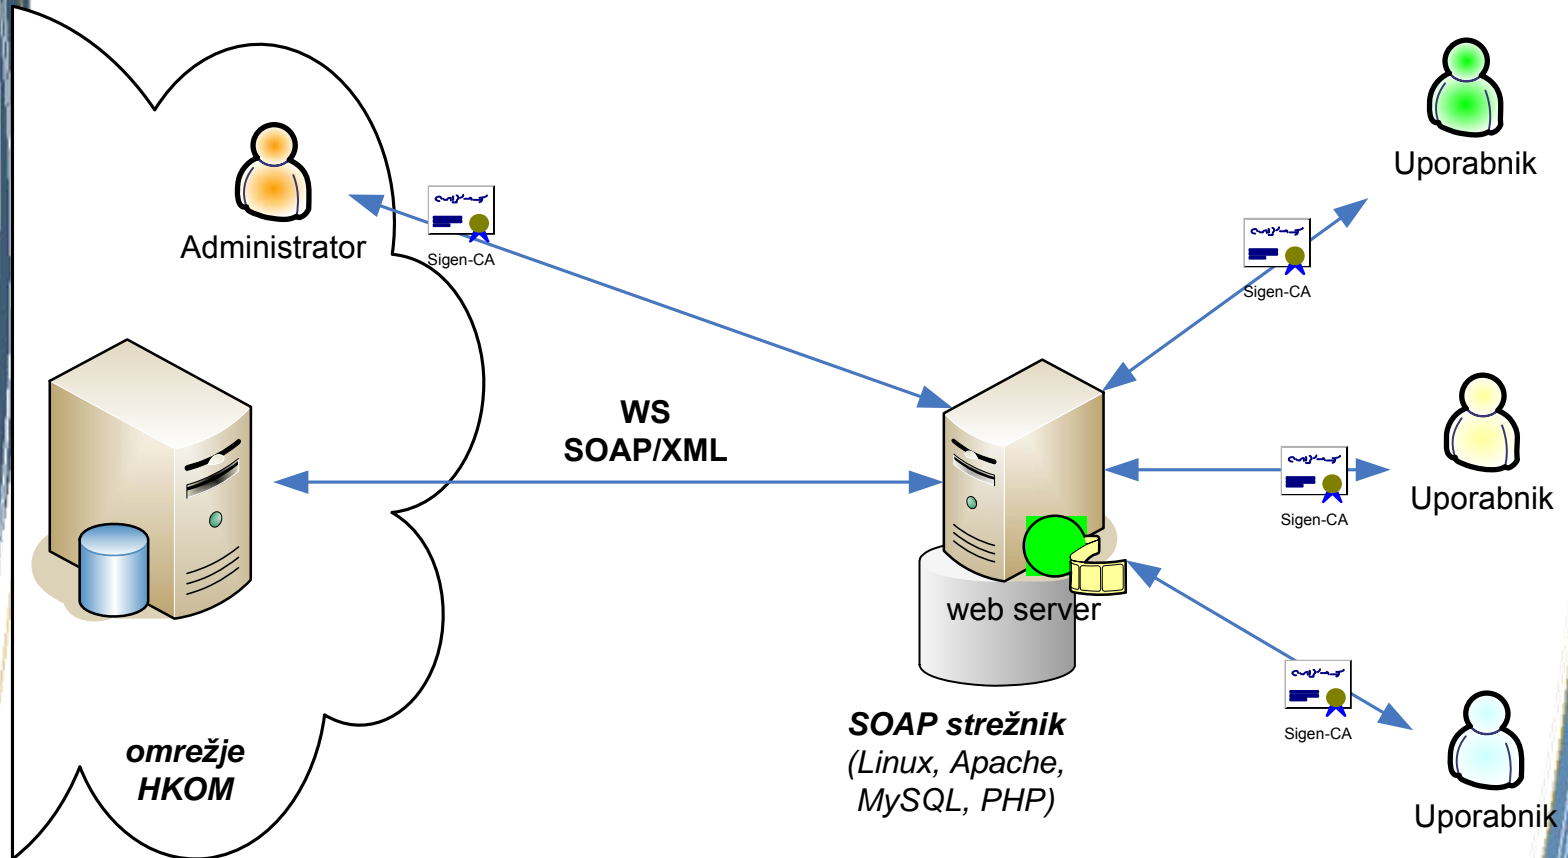 Uporabnik
Administrator
Sigen-CA
Sigen-CA
WS
SOAP/XML
Uporabnik
Sigen-CA
web server
SOAP strežnik
(Linux, Apache,
MySQL, PHP)
Sigen-CA
omrežje
HKOM
Uporabnik